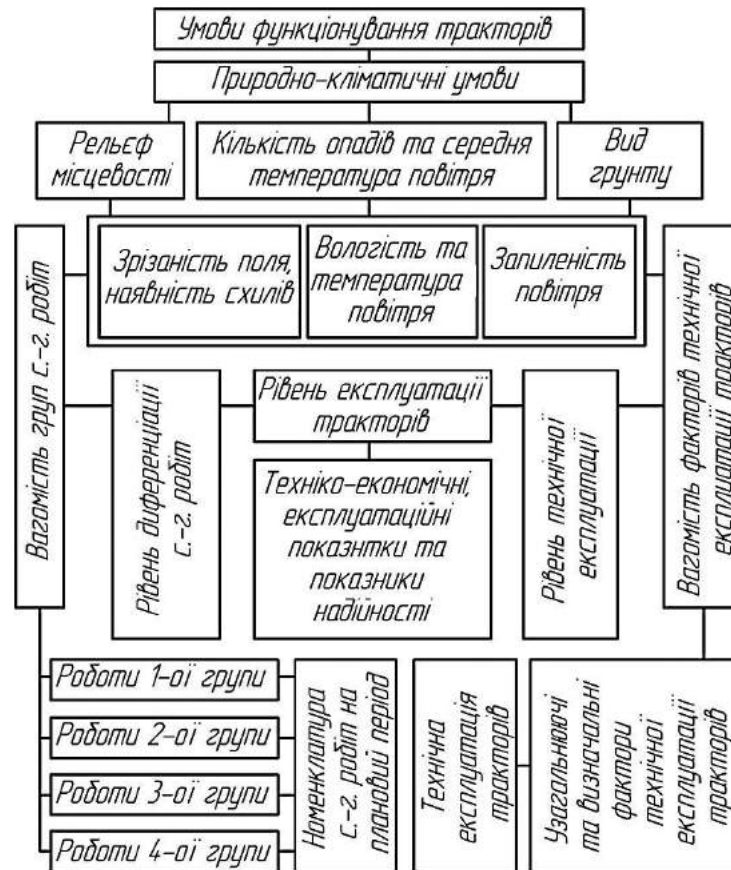 Умови функціонування тракторів
Природно-кліматичні умови
Рельєф
місцевості
Кількість опадів та середня
температура повітря
Вид
грунту
Зрізаність поля,
наявність схилів
Вологість та
температура
повітря
Запиленість
повітря
Вагомість груп с.-г. робіт
Рівень диференціації
с.-г. робіт
Рівень експлуатації
тракторів
Техніко-економічні,
експлуатаційні
показнтки та
показники
надійності
Рівень технічної
експлуатації
Вагомість факторів технічної
експлуатації тракторів
Роботи 1-ої групи
Роботи 2-ої групи
Роботи 3-ої групи
Роботи 4-ої групи
Номенклатура
с.-г. робіт на
плановий період
Технічна
експлуатація
тракторів
Узагальнюючі
та визначальні
фактори
технічної
експлуатації
тракторів